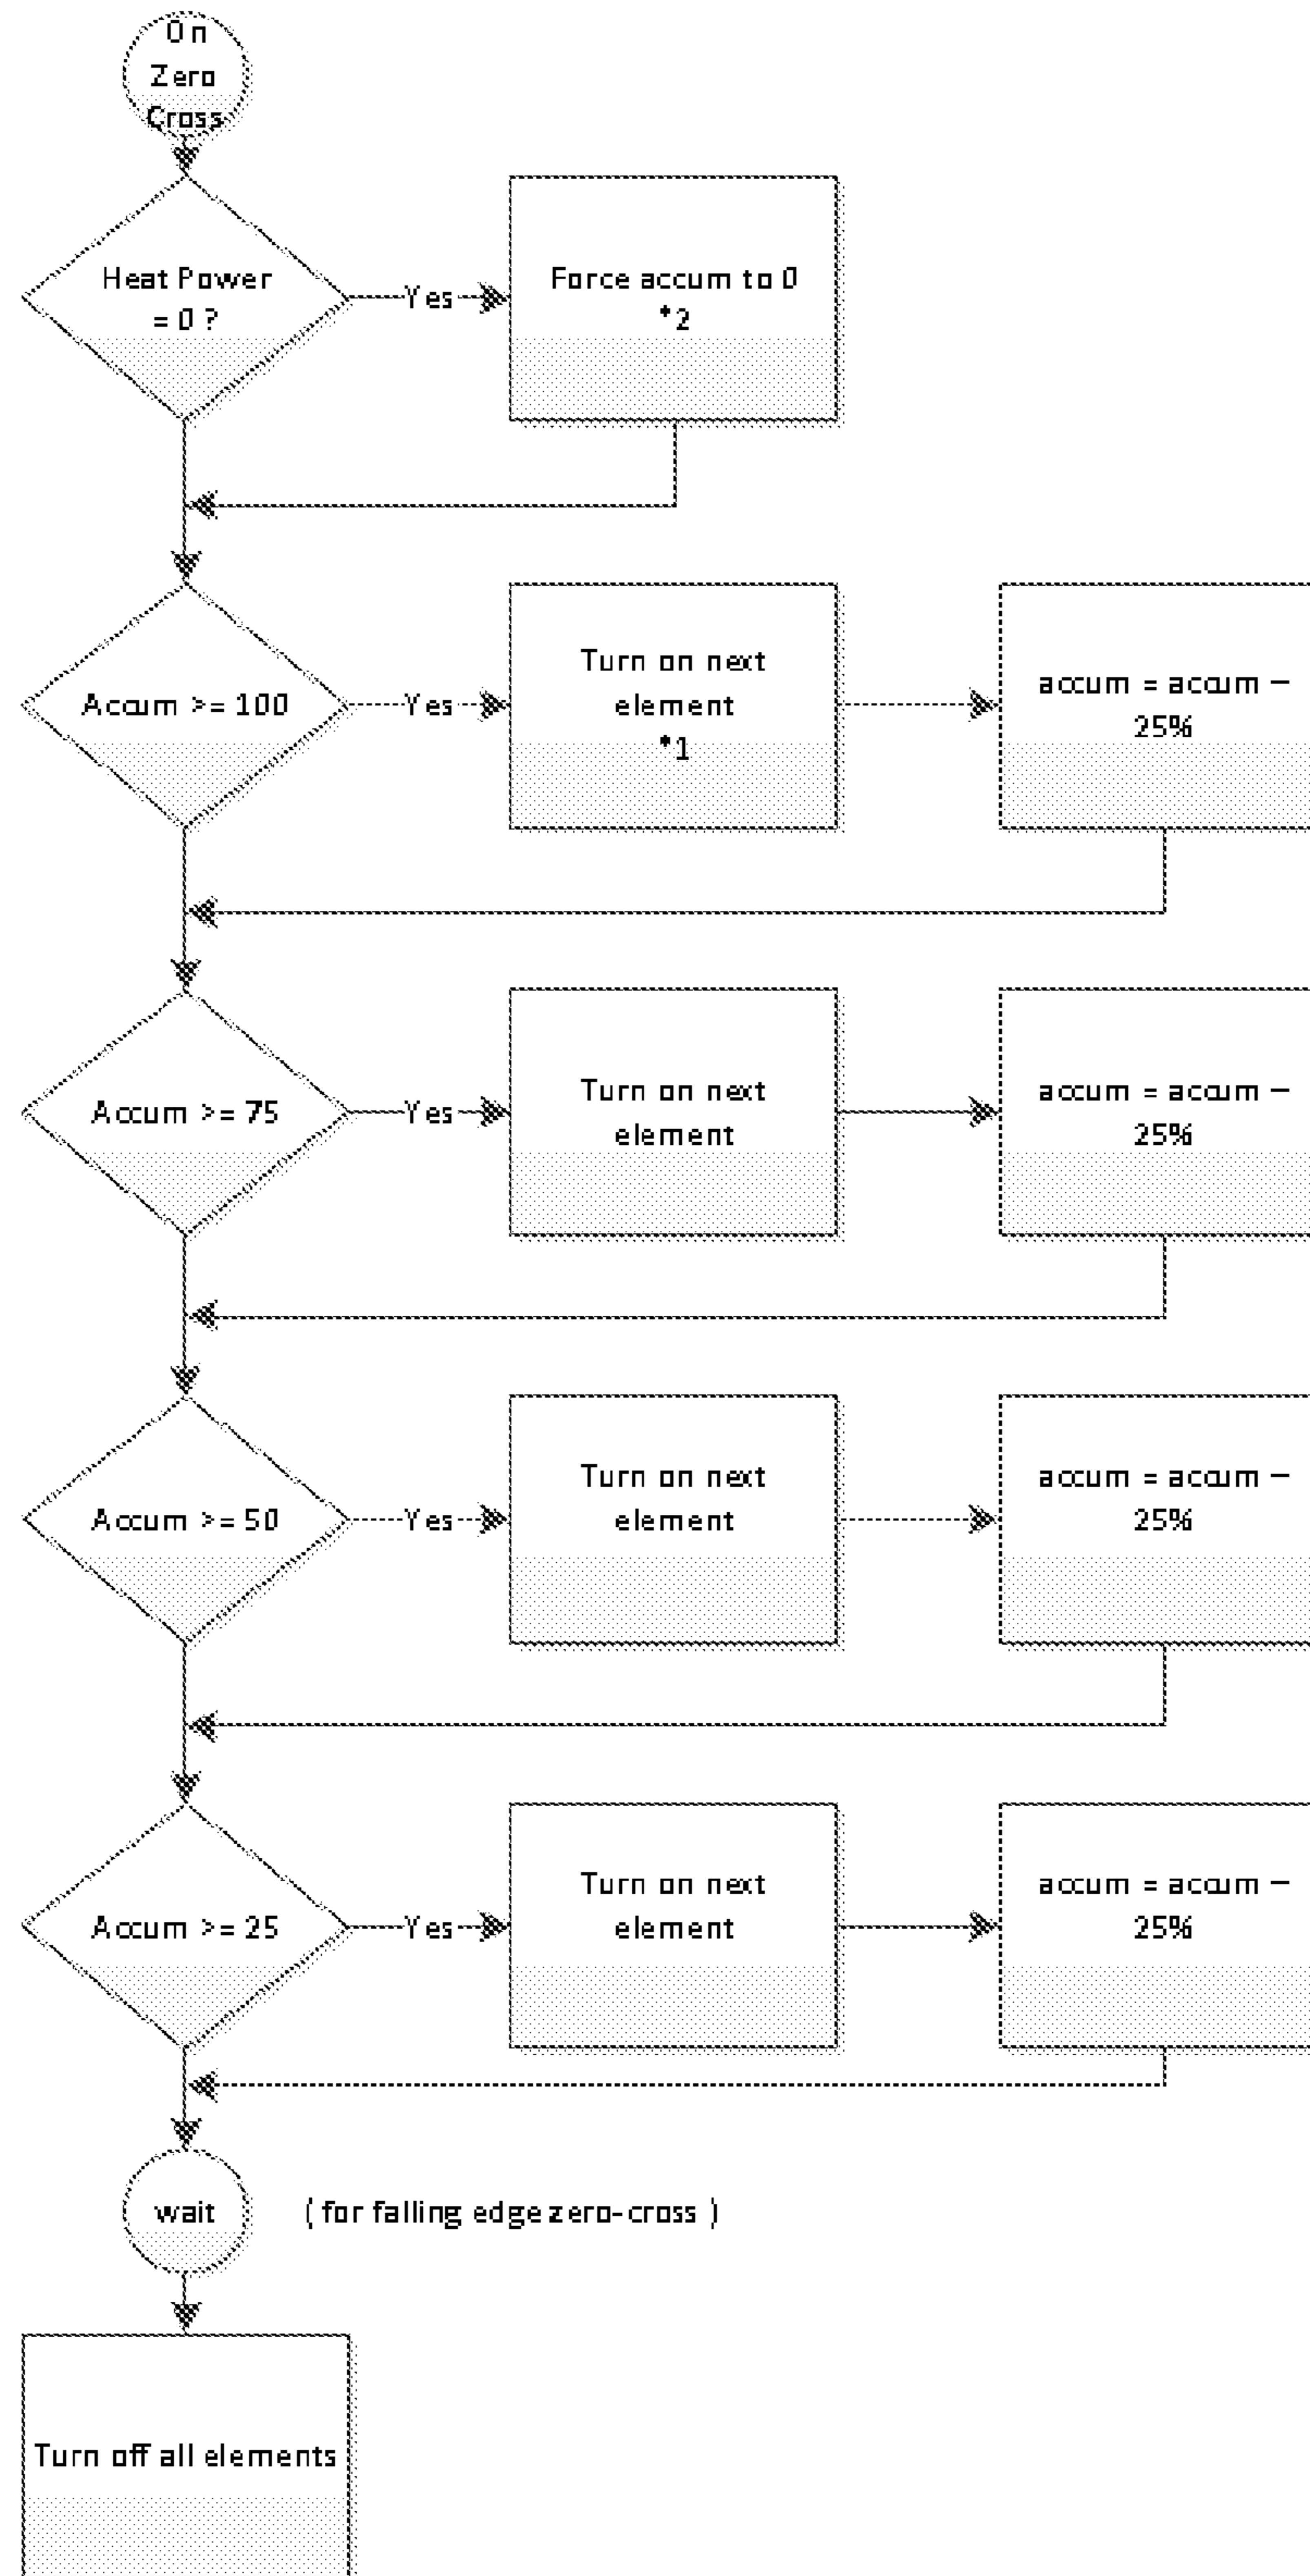 On
Zero
Cross
Heat Power
= 0 ?
Yes
Force accum to 0
*2
Accum >= 100
Yes
Turn on next
element
*1
accum = accum –
25%
Accum >= 75
Yes
Turn on next
element
accum = accum –
25%
Accum >= 50
Yes
Turn on next
element
accum = accum –
25%
Accum >= 25
Yes
Turn on next
element
accum = accum –
25%
wait
( for falling edge zero-cross )
Turn off all elements